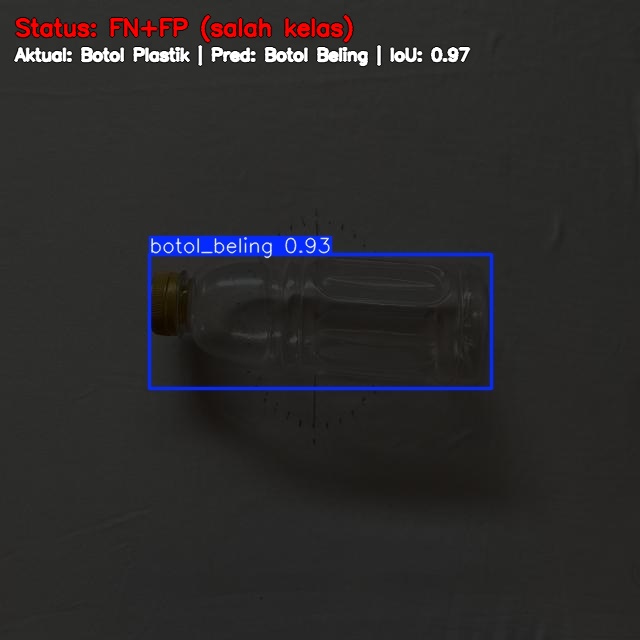 Status: FN+FP (salah kelas)
Aktual: Botol Plastik | Pred: Botol Beling | IoU: 0.97
botol_beling 0.93